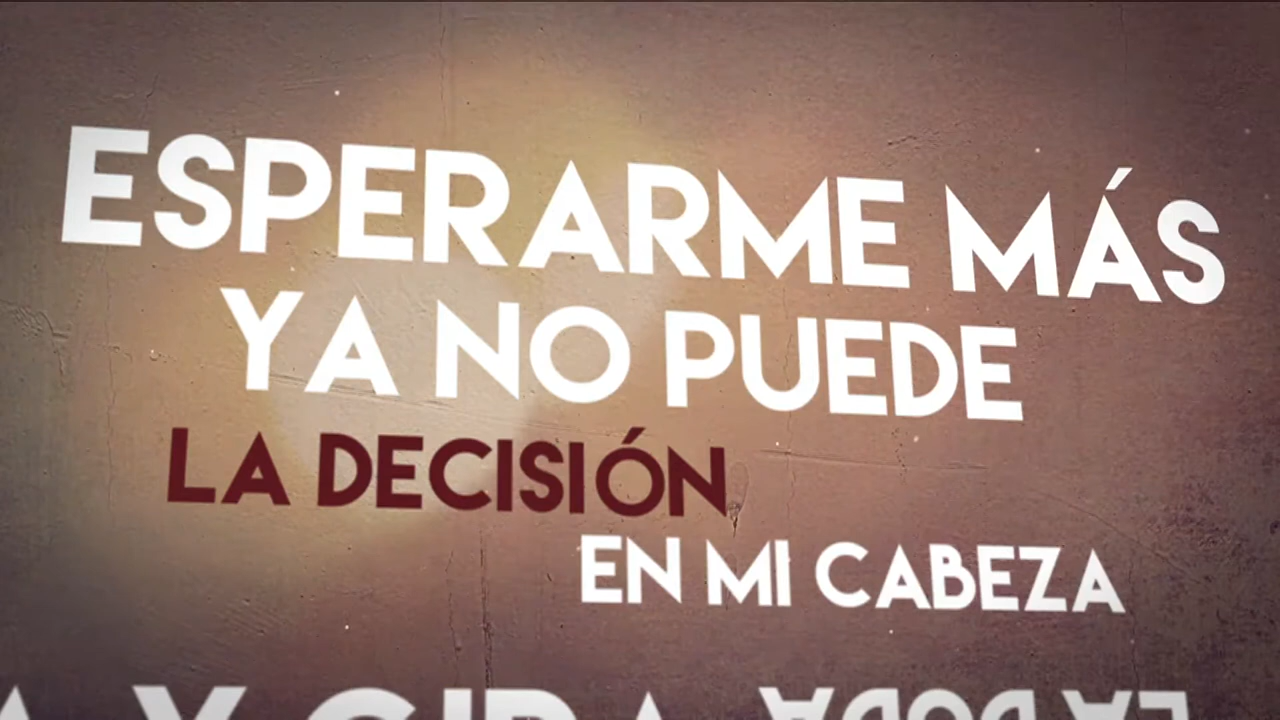 ESPERARME MÁS
YA NO PUEDE
LA DECISIÓN
EN MI CABEZA